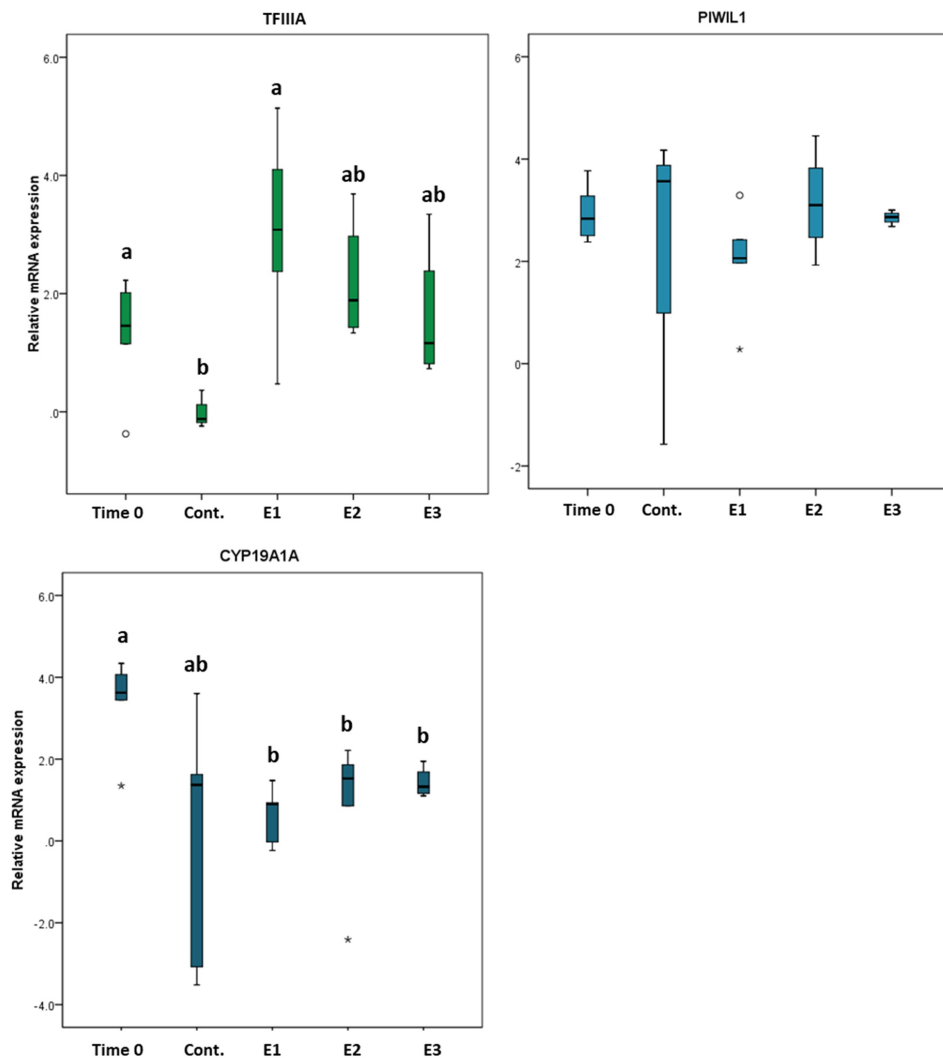 TFIIIA
Relative mRNA expression
6.0
4.0
2.0
.0
a
b
a
ab
ab
Time 0 Cont. E1 E2 E3
PIWIL1
6
4
2
0
-2
Time 0 Cont. E1 E2 E3
CYP19A1A
Relative mRNA expression
6.0
4.0
2.0
.0
-2.0
-4.0
a
ab
b
b
b
Time 0 Cont. E1 E2 E3